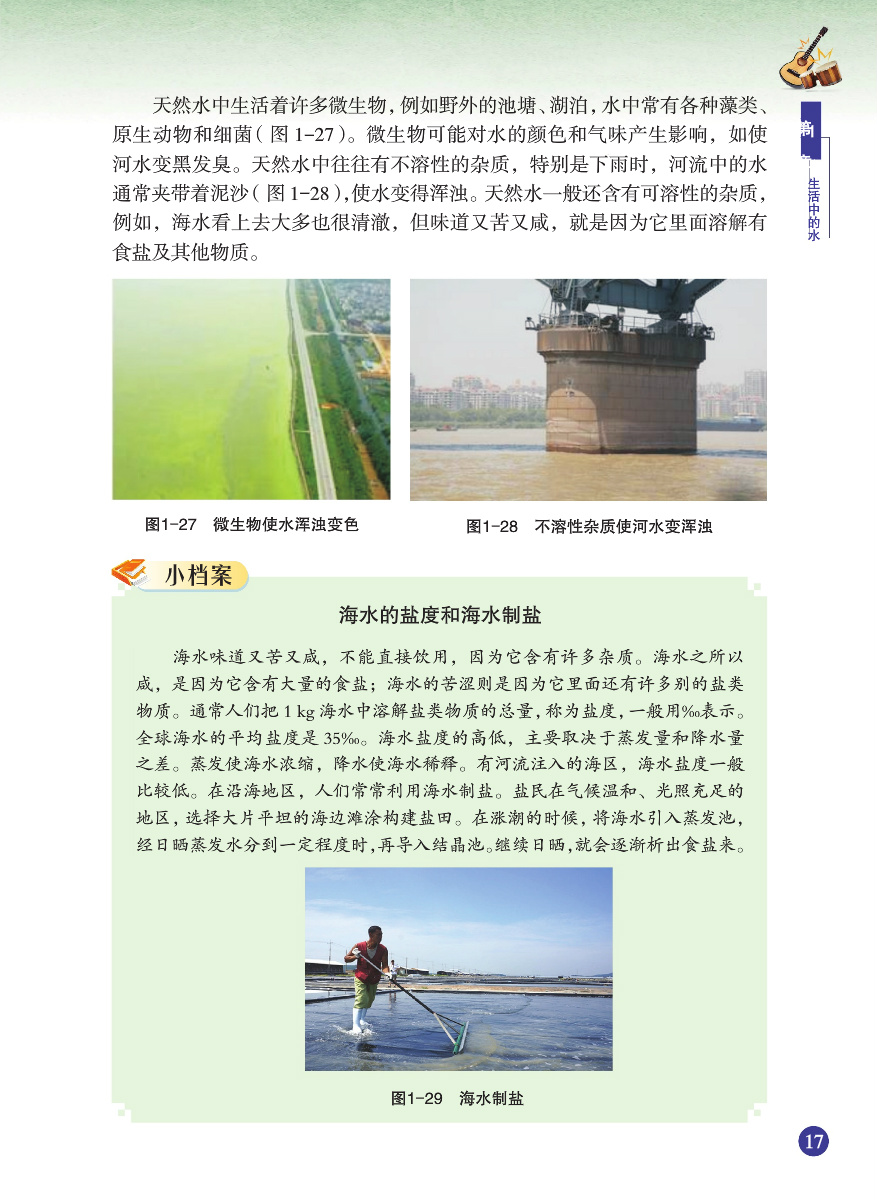 天然水中生活着许多微生物，例如野外的池塘、湖泊，水中常有各种藻类、
原生动物和细菌（图1-27）。微生物可能对水的颜色和气味产生影响，如使
河水变黑发臭。天然水中往往有不溶性的杂质，特别是下雨时，河流中的水
通常夹带着泥沙（图1-28），使水变得浑浊。天然水一般还含有可溶性的杂质，
例如，海水看上去大多也很清澈，但味道又苦又咸，就是因为它里面溶解有
食盐及其他物质。
图1-27 微生物使水浑浊变色
图1-28 不溶性杂质使河水变浑浊
小档案
海水的盐度和海水制盐
海水味道又苦又咸，不能直接饮用，因为它含有许多杂质。海水之所以
咸，是因为它含有大量的食盐；海水的苦涩则是因为它里面还有许多别的盐类
物质。通常人们把 1 kg 海水中溶解盐类物质的总量，称为盐度，一般用‰表示。
全球海水的平均盐度是 35‰。海水盐度的高低，主要取决于蒸发量和降水量
之差。蒸发使海水浓缩，降水使海水稀释。有河流注入的海区，海水盐度一般
比较低。在沿海地区，人们常常利用海水制盐。盐民在气候温和、光照充足的
地区，选择大片平坦的海边滩涂构建盐田。在涨潮的时候，将海水引入蒸发池，
经日晒蒸发水分到一定程度时，再导入结晶池。继续日晒，就会逐渐析出食盐来。
图1-29 海水制盐
第
生活中的水
17